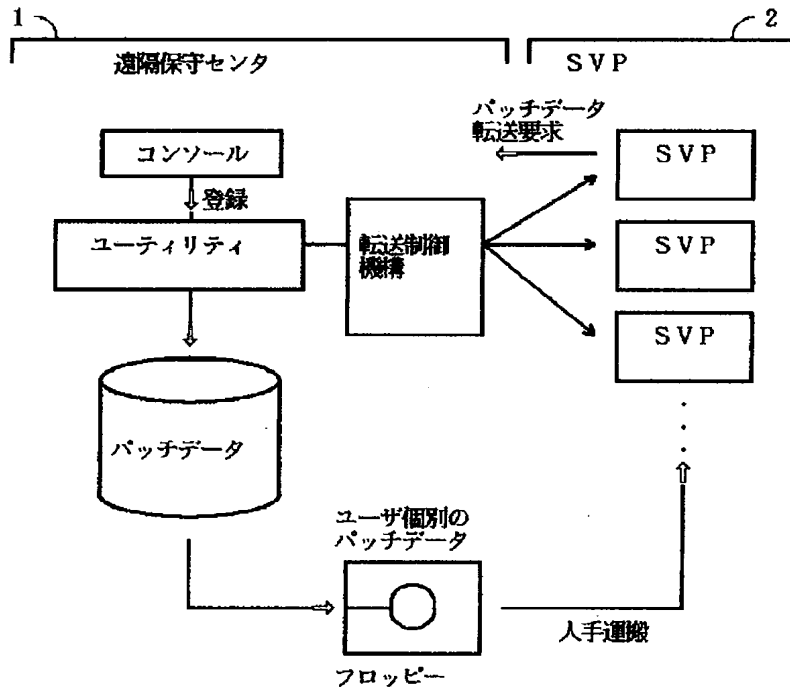 1
2
遠隔保守センタ
ＳＶＰ
パッチデータ
転送要求
コンソール
ＳＶＰ
登録
ユーティリティ
転送制御
機構
ＳＶＰ
ＳＶＰ
パッチデータ
ユーザ個別の
パッチデータ
人手運搬
フロッピー